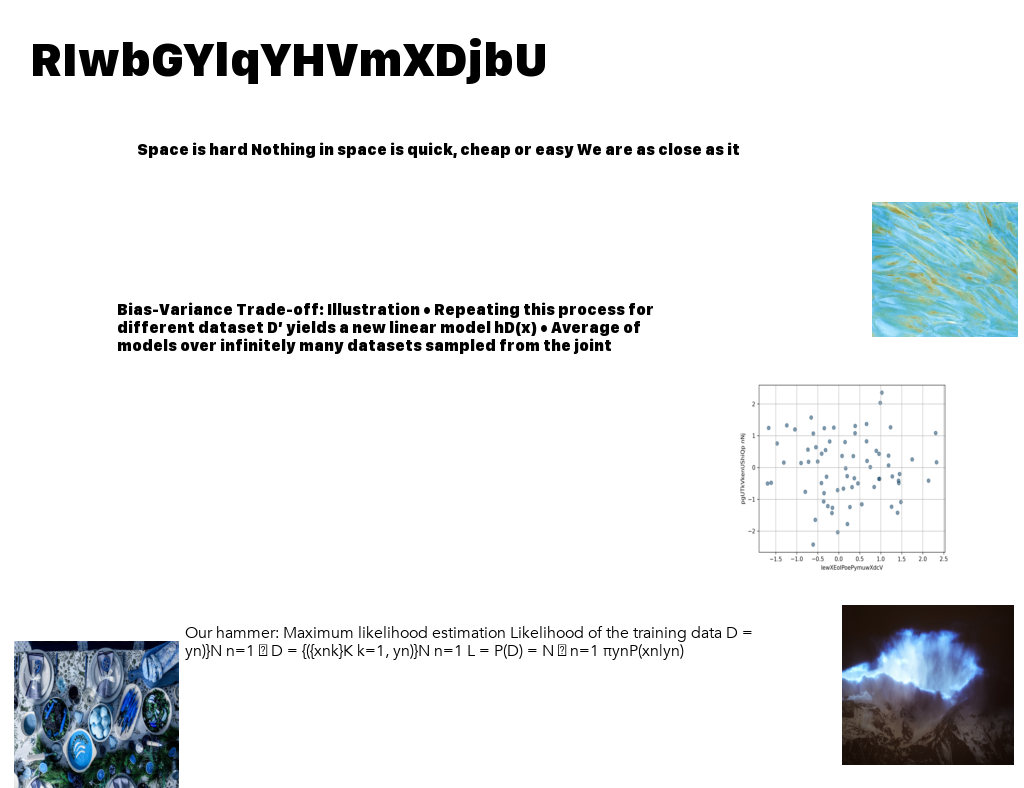 RIwbGYlqYHVmXDjbU
Space is hard Nothing in space is quick, cheap or easy We are as close as it
Bias-Variance Trade-off: Illustration • Repeating this process for
different dataset D′ yields a new linear model hD(x) • Average of
models over infinitely many datasets sampled from the joint
2
1
0
−1
−2
−1.5 −1.0 −0.5 0.0 0.5 1.0 1.5 2.0 2.5
Our hammer: Maximum likelihood estimation Likelihood of the training data D =
yn)}N n=1 D = {({xnk}K k=1, yn)}N n=1 L = P(D) = N n=1 πynP(xn|yn)